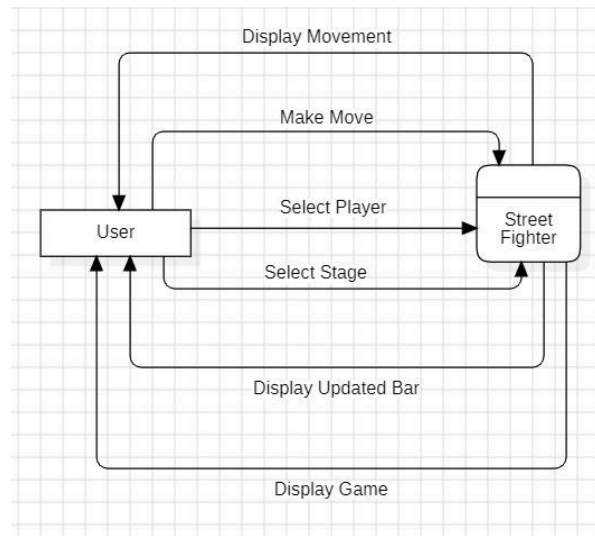 Display Movement
Make Move
Select Player
User
Street
Fighter
Select Stage
Display Updated Bar
Display Game